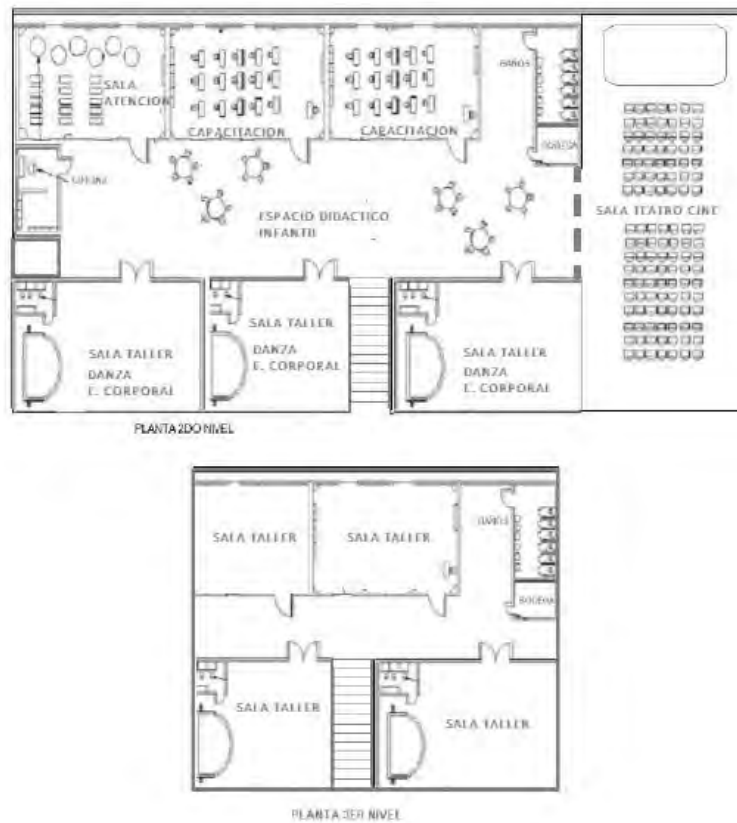 SALA
ATENCION
CAPACITACION
CAPACITACION
BAÑOS
BODEGA
ESPACIO DIDACTICO
INFANTIL
SALA TEATRO CINE
SALA TALLER
DANZA
E. CORPORAL
SALA TALLER
DANZA
E. CORPORAL
SALA TALLER
DANZA
E. CORPORAL
PLANTA 2DO NIVEL
SALA TALLER
SALA TALLER
BAÑOS
BODEGA
SALA TALLER
SALA TALLER
PLANTA 3ER NIVEL